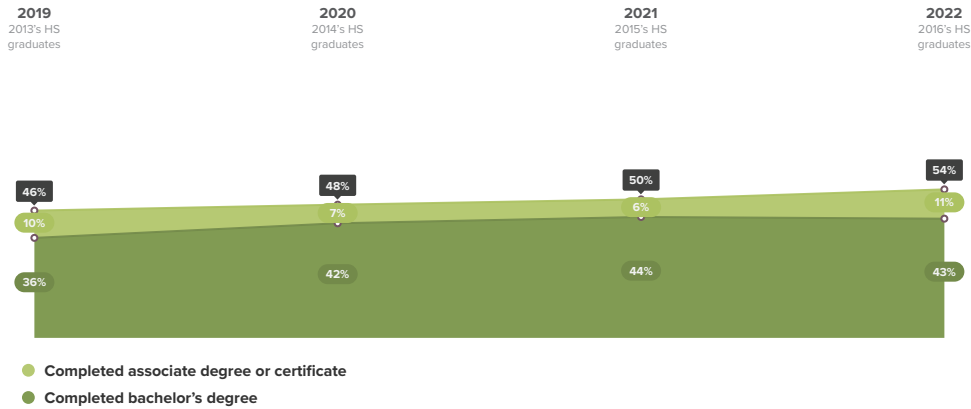 2019 2020 2021 2022
2013's HS 2014's HS 2015's HS 2016's HS
graduates graduates graduates graduates
46% 48% 50% 54%
10% 7% 6% 11%
36% 42% 44% 43%
Completed associate degree or certificate
Completed bachelor's degree